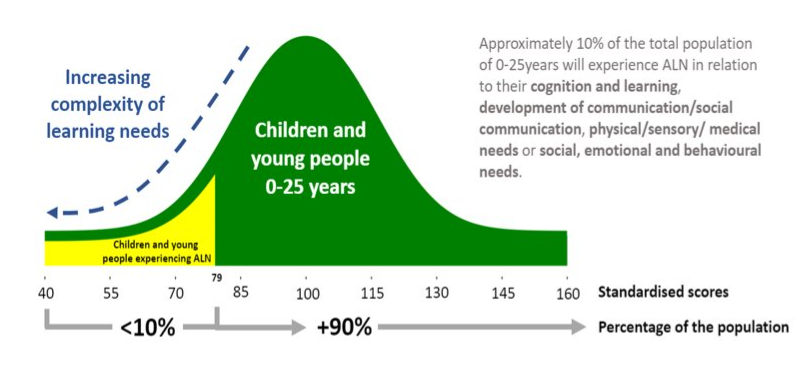 Increasing
complexity of
learning needs
Children and
young people
0-25 years
Children and young
people experiencing ALN
Approximately 10% of the total population
of 0-25years will experience ALN in relation
to their cognition and learning,
development of communication/social
communication, physical/sensory/ medical
needs or social, emotional and behavioural
needs.
79
40 55 70 85 100 115 130 145 160 Standardised scores
<10% +90% Percentage of the population